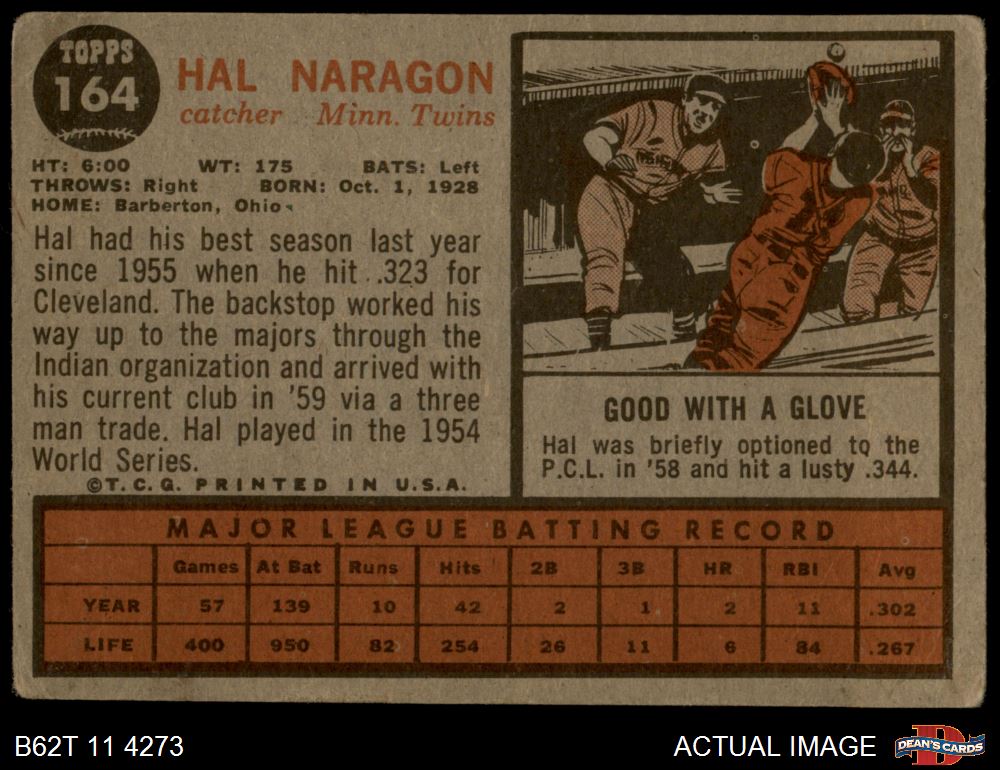 TOPPS
164
HAL NARAGON
catcher Minn. Twins
HT: 6:00 WT: 175 BATS: Left
THROWS: Right BORN: Oct. 1, 1928
HOME: Barberton, Ohio
Hal had his best season last year
since 1955 when he hit .323 for
Cleveland. The backstop worked his
way up to the majors through the
Indian organization and arrived with
his current club in '59 via a three
man trade. Hal played in the 1954
World Series.
©T.C.G. PRINTED IN U.S.A.
GOOD WITH A GLOVE
Hal was briefly optioned to the
P.C.L. in '58 and hit a lusty .344.
MAJOR LEAGUE BATTING RECORD
Games At Bat Runs Hits 2B 3B HR RBI Avg
YEAR 57 139 10 42 2 1 2 11 .302
LIFE 400 950 82 254 26 11 6 84 .267
B62T 11 4273
ACTUAL IMAGE
D
DEAN'S CARDS